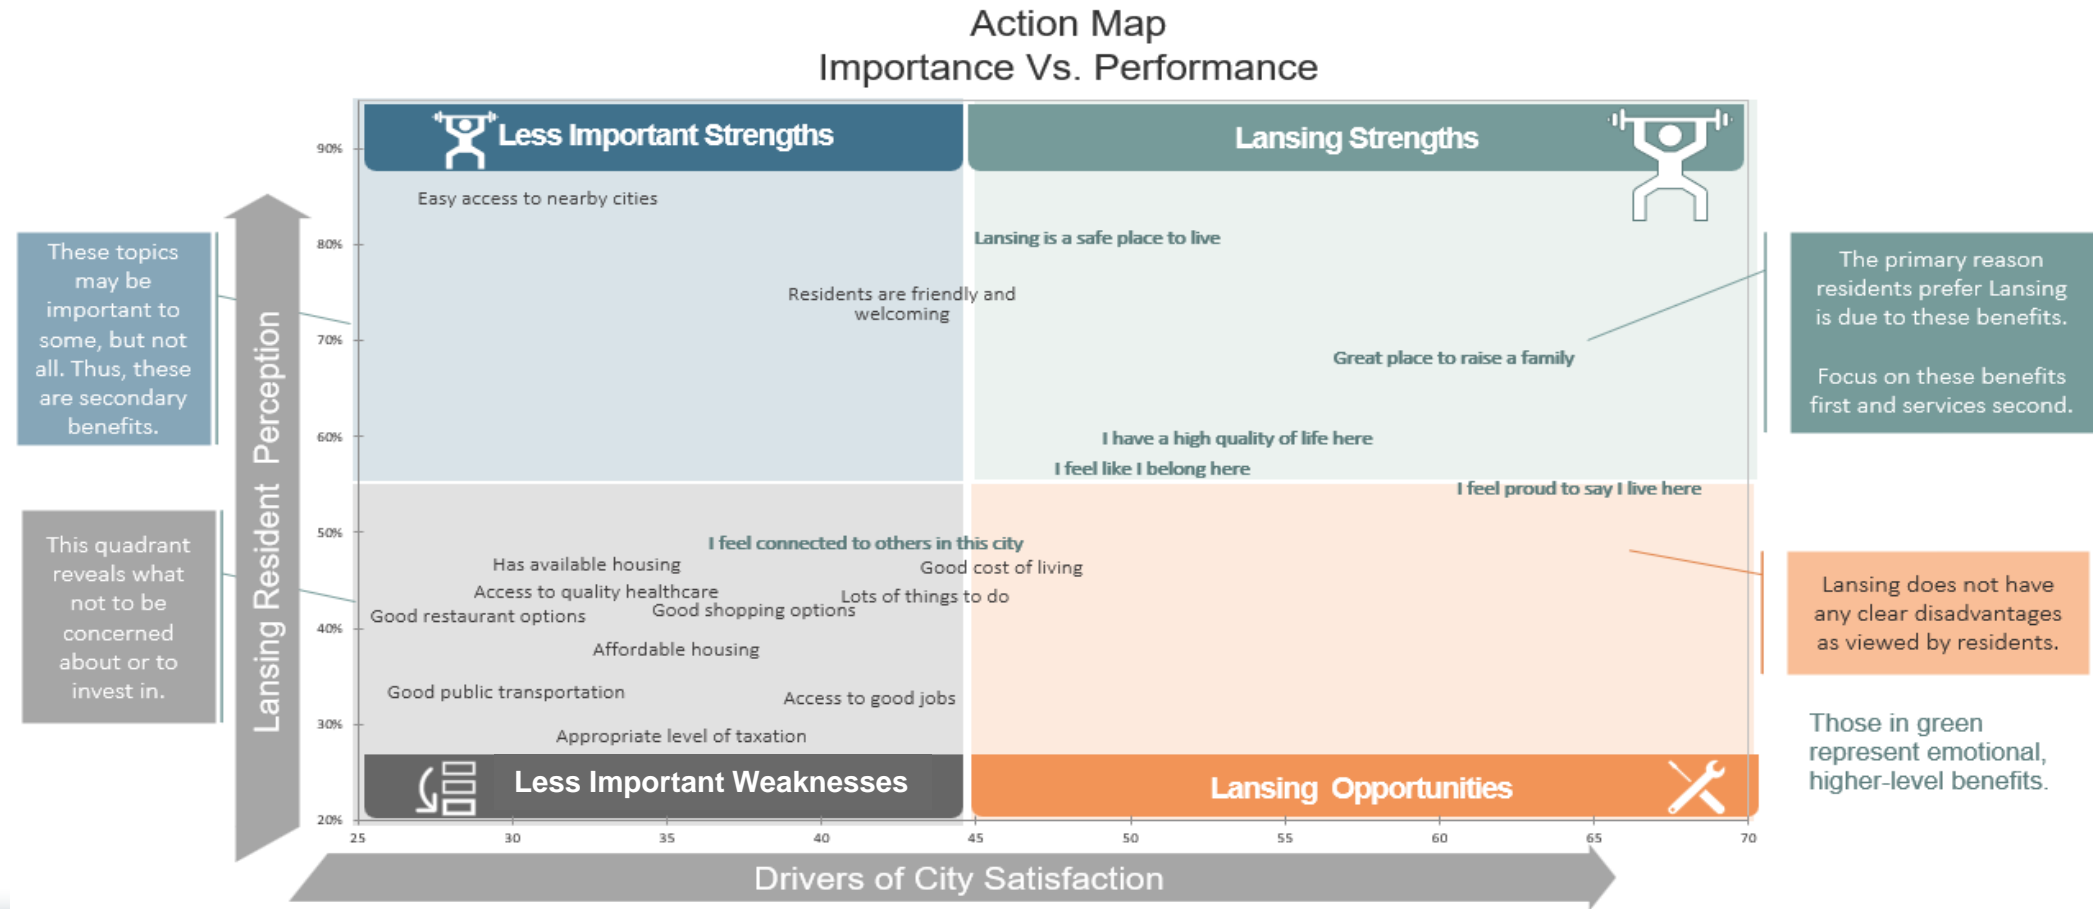 Action Map
Importance Vs. Performance
Less Important Strengths
Lansing Strengths
90%
80%
70%
60%
50%
40%
30%
20%
Lansing Resident Perception
Easy access to nearby cities
Lansing is a safe place to live
Residents are friendly and
welcoming
Great place to raise a family
I have a high quality of life here
I feel like I belong here
I feel proud to say I live here
I feel connected to others in this city
Has available housing
Good cost of living
Access to quality healthcare
Lots of things to do
Good restaurant options
Good shopping options
Affordable housing
Good public transportation
Access to good jobs
Appropriate level of taxation
Less Important Weaknesses
Lansing Opportunities
25
30
35
40
45
50
55
60
65
70
Drivers of City Satisfaction
These topics
may be
important to
some, but not
all. Thus, these
are secondary
benefits.
This quadrant
reveals what
not to be
concerned
about or to
invest in.
The primary reason
residents prefer Lansing
is due to these benefits.
Focus on these benefits
first and services second.
Lansing does not have
any clear disadvantages
as viewed by residents.
Those in green
represent emotional,
higher-level benefits.